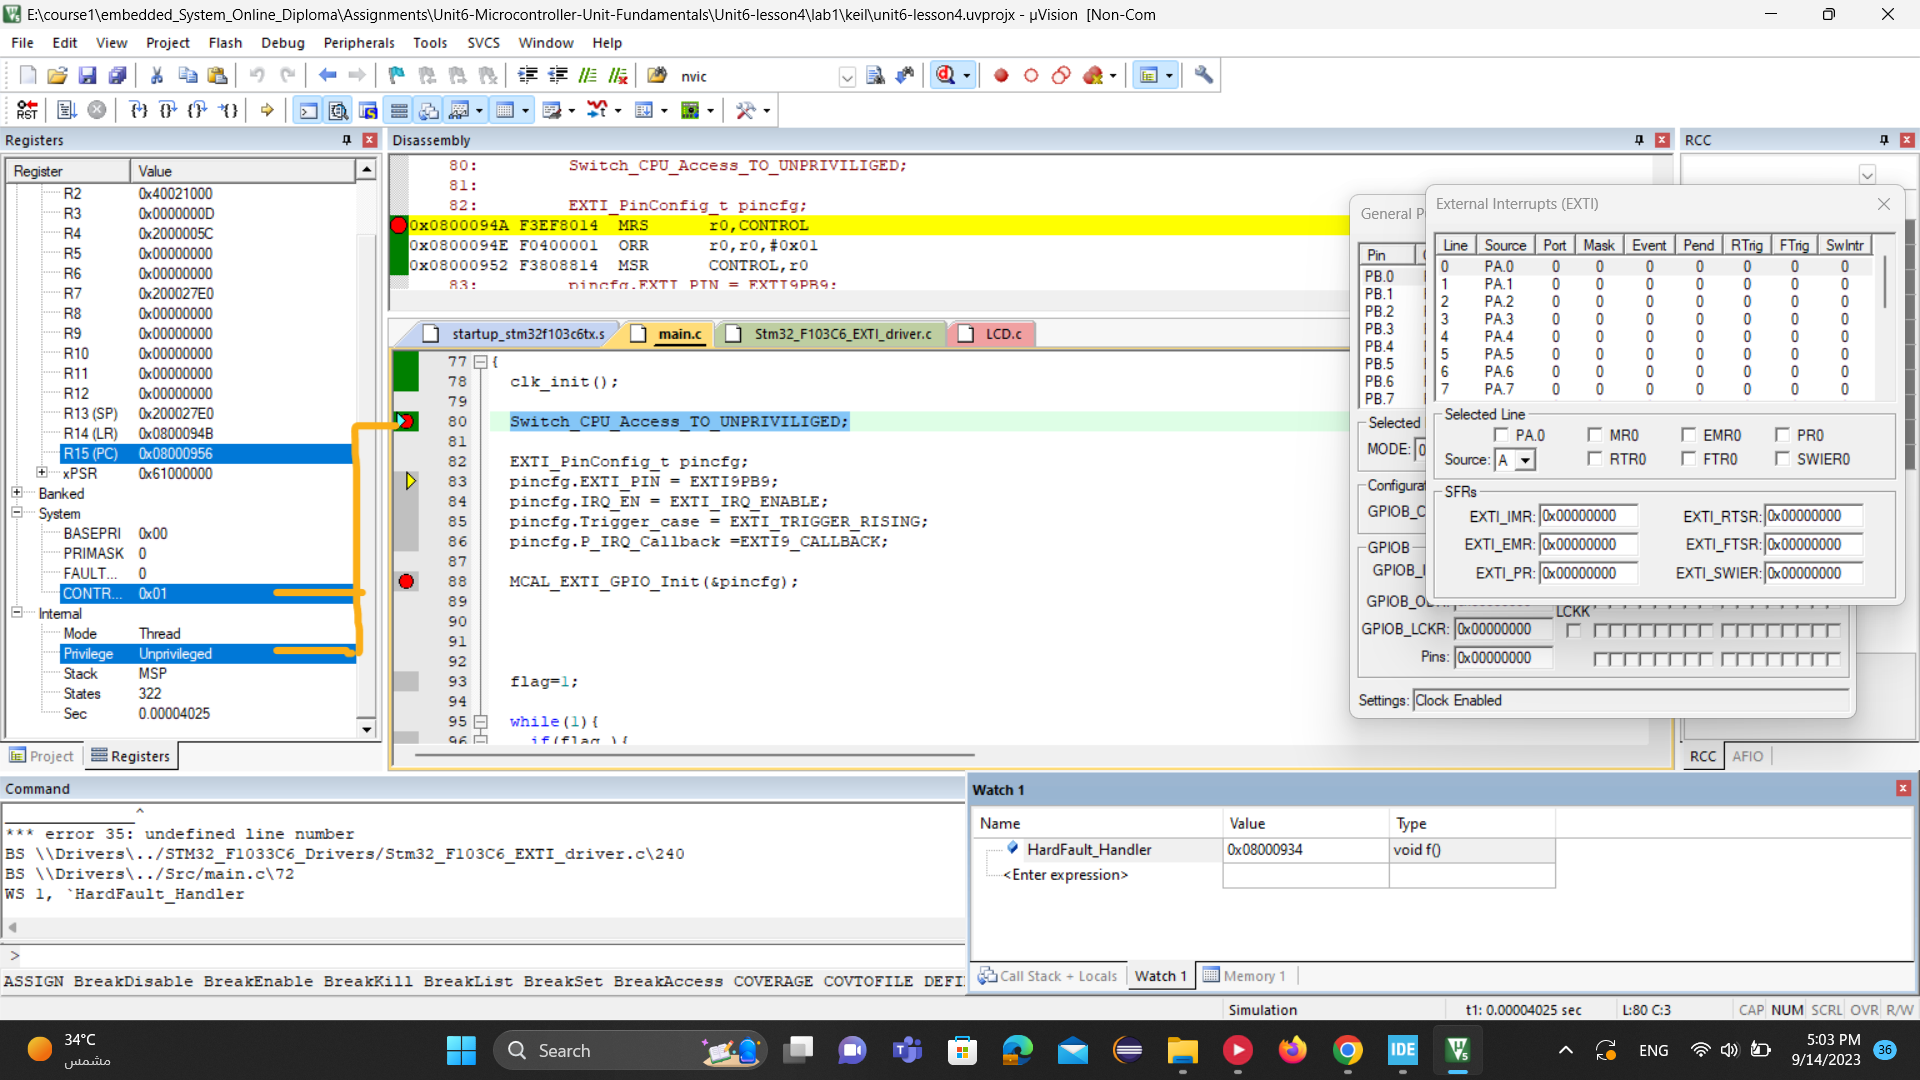 E:\course1\embedded_System_Online_Diploma\Assignments\Unit6-Microcontroller-Unit-Fundamentals\Unit6-lesson4\lab1\keil\unit6-lesson4.uvprojx - µVision [Non-Com
File Edit View Project Flash Debug Peripherals Tools SVCS Window Help
nvic
RST
Registers
Register Value
R2 0x40021000
R3 0x0000000D
R4 0x2000005C
R5 0x00000000
R6 0x00000000
R7 0x200027E0
R8 0x00000000
R9 0x00000000
R10 0x00000000
R11 0x00000000
R12 0x00000000
R13 (SP) 0x200027E0
R14 (LR) 0x0800094B
R15 (PC) 0x08000956
xPSR 0x61000000
Banked
System
BASEPRI 0x00
PRIMASK 0
FAULT... 0
CONTR... 0x01
Internal
Mode Thread
Privilege Unprivileged
Stack MSP
States 322
Sec 0.00004025
Project Registers
Disassembly
80: Switch_CPU_Access_TO_UNPRIVILIGED;
81:
82: EXTI_PinConfig_t pincfg;
0x0800094A F3EF8014 MRS r0,CONTROL
0x0800094E F0400001 ORR r0,r0,#0x01
0x08000952 F3808814 MSR CONTROL,r0
83: pincfg.EXTI_PIN = EXTI9PB9;
startup_stm32f103c6tx.s main.c Stm32_F103C6_EXTI_driver.c LCD.c
77 {
78 clk_init();
79
80 Switch_CPU_Access_TO_UNPRIVILIGED;
81
82 EXTI_PinConfig_t pincfg;
83 pincfg.EXTI_PIN = EXTI9PB9;
84 pincfg.IRQ_EN = EXTI_IRQ_ENABLE;
85 pincfg.Trigger_case = EXTI_TRIGGER_RISING;
86 pincfg.P_IRQ_Callback =EXTI9_CALLBACK;
87
88 MCAL_EXTI_GPIO_Init(&pincfg);
89
90
91
92
93 flag=1;
94
95 while(1){
96 if(flag ){
RCC
General P
Pin
PB.0
PB.1
PB.2
PB.3
PB.4
PB.5
PB.6
PB.7
Selected
MODE: 0
Configurat
GPIOB_C
GPIOB
GPIOB_I
GPIOB_O
LCKK
GPIOB_LCKR: 0x00000000
Pins: 0x00000000
Settings: Clock Enabled
External Interrupts (EXTI)
Line Source Port Mask Event Pend RTrig FTrig SwIntr
0 PA.0 0 0 0 0 0 0 0
1 PA.1 0 0 0 0 0 0 0
2 PA.2 0 0 0 0 0 0 0
3 PA.3 0 0 0 0 0 0 0
4 PA.4 0 0 0 0 0 0 0
5 PA.5 0 0 0 0 0 0 0
6 PA.6 0 0 0 0 0 0 0
7 PA.7 0 0 0 0 0 0 0
Selected Line
PA.0 MR0 EMR0 PR0
Source: A RTR0 FTR0 SWIER0
SFRs
EXTI_IMR: 0x00000000 EXTI_RTSR: 0x00000000
EXTI_EMR: 0x00000000 EXTI_FTSR: 0x00000000
EXTI_PR: 0x00000000 EXTI_SWIER: 0x00000000
RCC AFIO
Command
^
*** error 35: undefined line number
BS \\Drivers\../STM32_F1033C6_Drivers/Stm32_F103C6_EXTI_driver.c\240
BS \\Drivers\../Src/main.c\72
WS 1, `HardFault_Handler
>
ASSIGN BreakDisable BreakEnable BreakKill BreakList BreakSet BreakAccess COVERAGE COVTOFILE DEFI
Watch 1
Name Value Type
HardFault_Handler 0x08000934 void f()
<Enter expression>
Call Stack + Locals Watch 1 Memory 1
Simulation t1: 0.00004025 sec L:80 C:3 CAP NUM SCRL OVR R/W
34°C
مشمس
Search
IDE
ENG
5:03 PM
9/14/2023
36